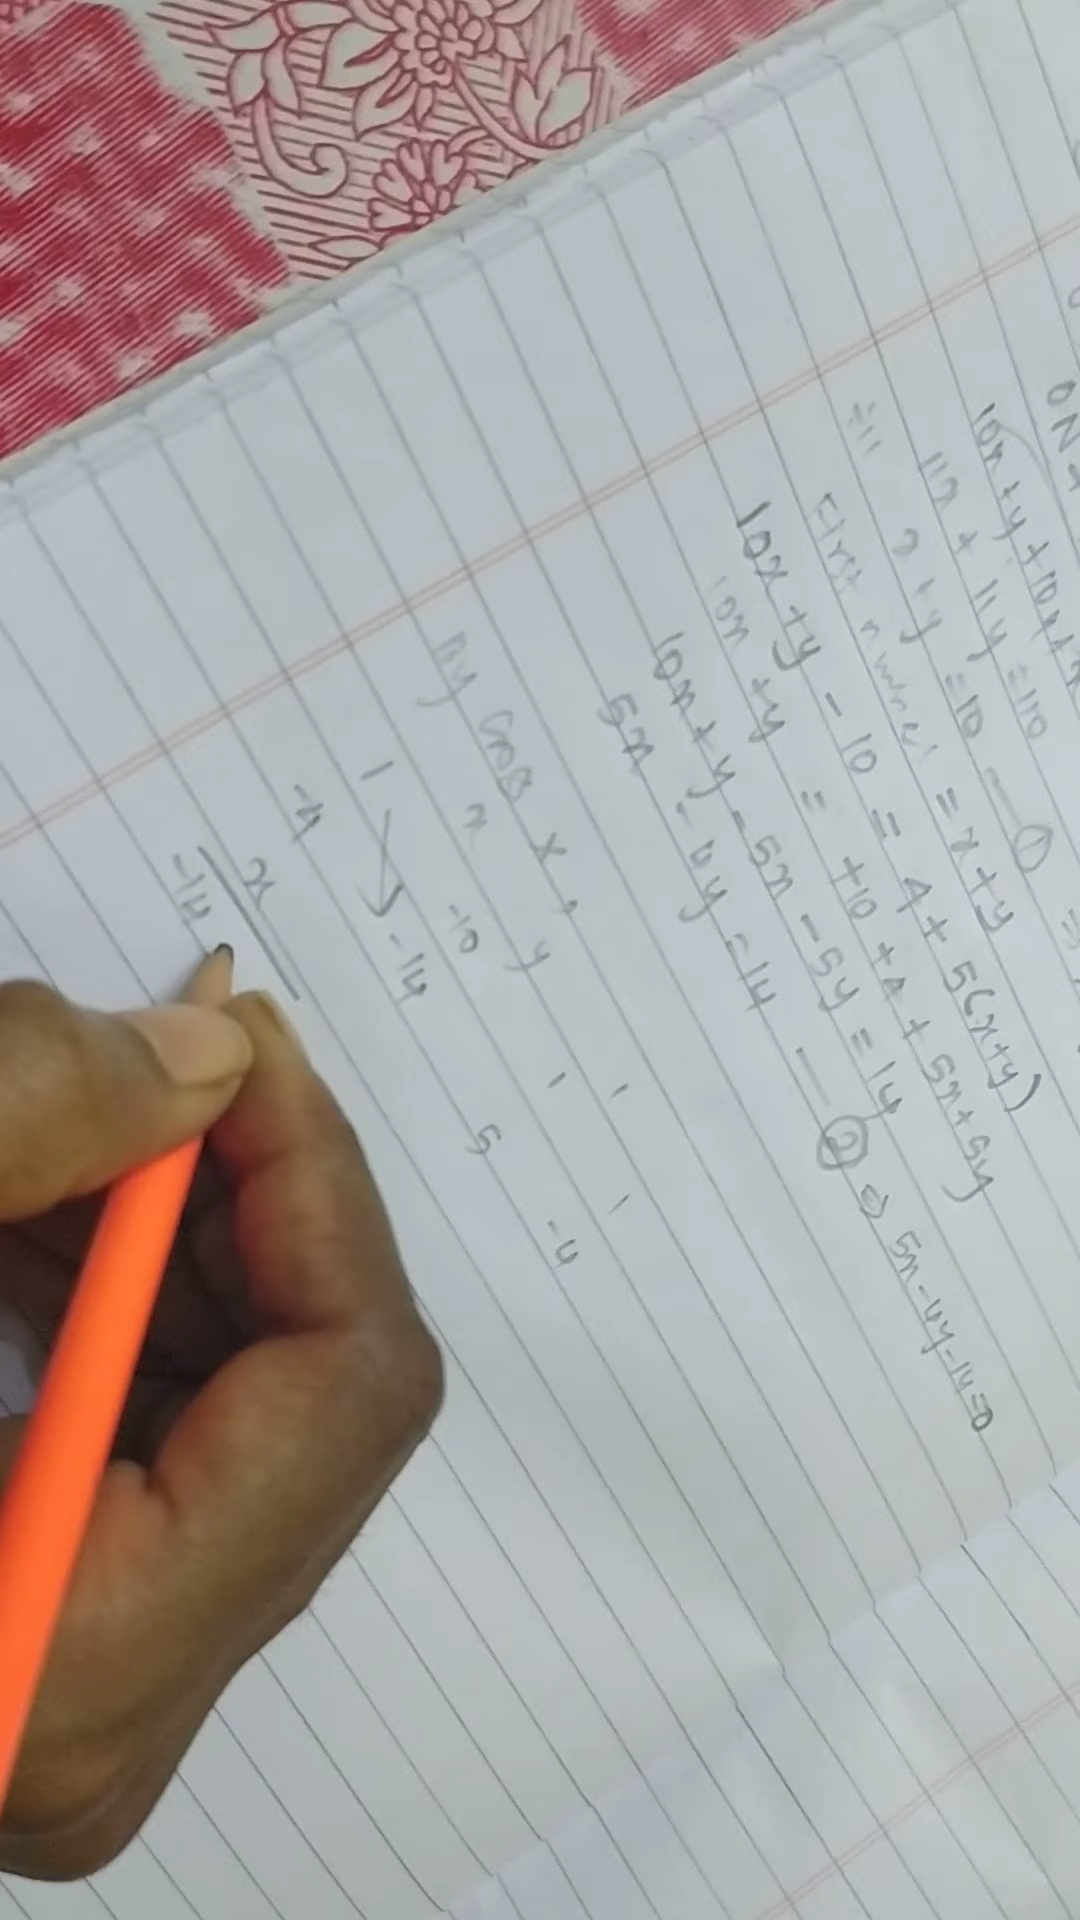 10x + y + 10y + x
11x + 11y = 110
x + y = 10 — ①
First number = x + y
10x + y - 10 = 4 + 5(x+y)
10x + y = +10 + 4 + 5x + 5y
10x + y - 5x - 5y = 14
5x - 4y = 14 — ② ⇒ 5x - 4y - 14 = 0
By cross x,
x y 1
1 -10 1 1
-4 -14 5 -4
x
-14